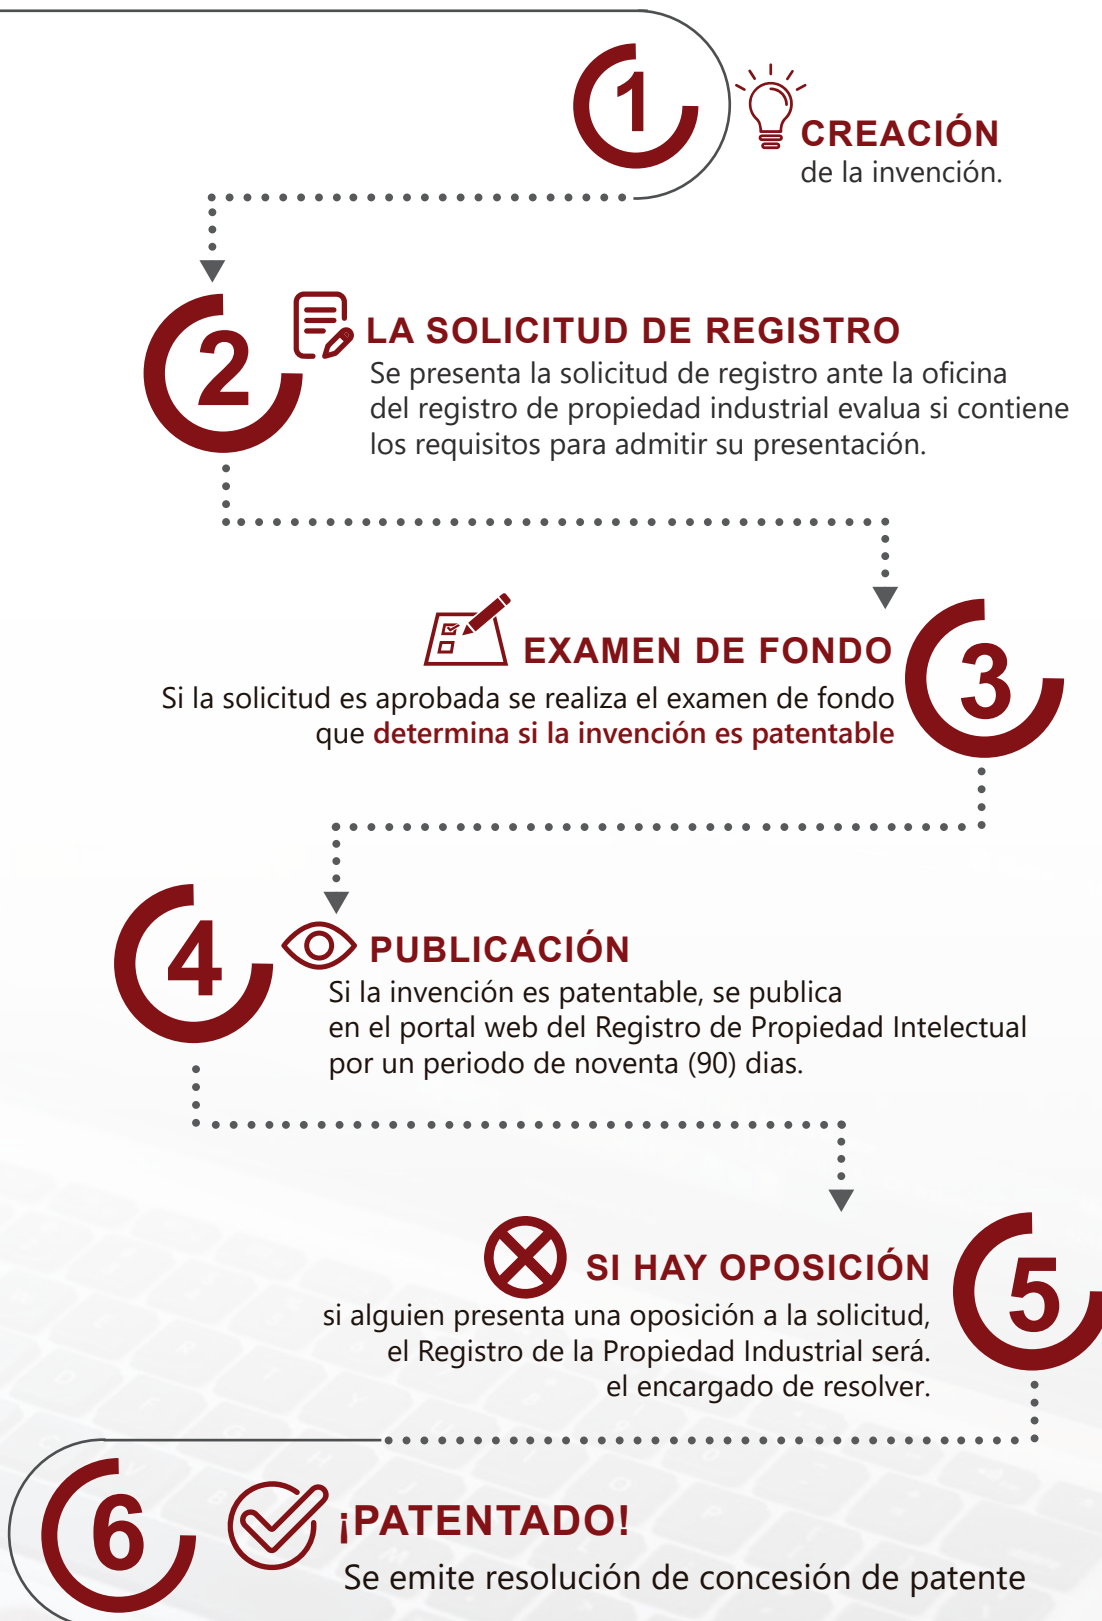 1
CREACIÓN
de la invención.
2
LA SOLICITUD DE REGISTRO
Se presenta la solicitud de registro ante la oficina
del registro de propiedad industrial evalua si contiene
los requisitos para admitir su presentación.
EXAMEN DE FONDO
3
Si la solicitud es aprobada se realiza el examen de fondo
que determina si la invención es patentable
4
PUBLICACIÓN
Si la invención es patentable, se publica
en el portal web del Registro de Propiedad Intelectual
por un periodo de noventa (90) dias.
SI HAY OPOSICIÓN
5
si alguien presenta una oposición a la solicitud,
el Registro de la Propiedad Industrial será.
el encargado de resolver.
6
¡PATENTADO!
Se emite resolución de concesión de patente